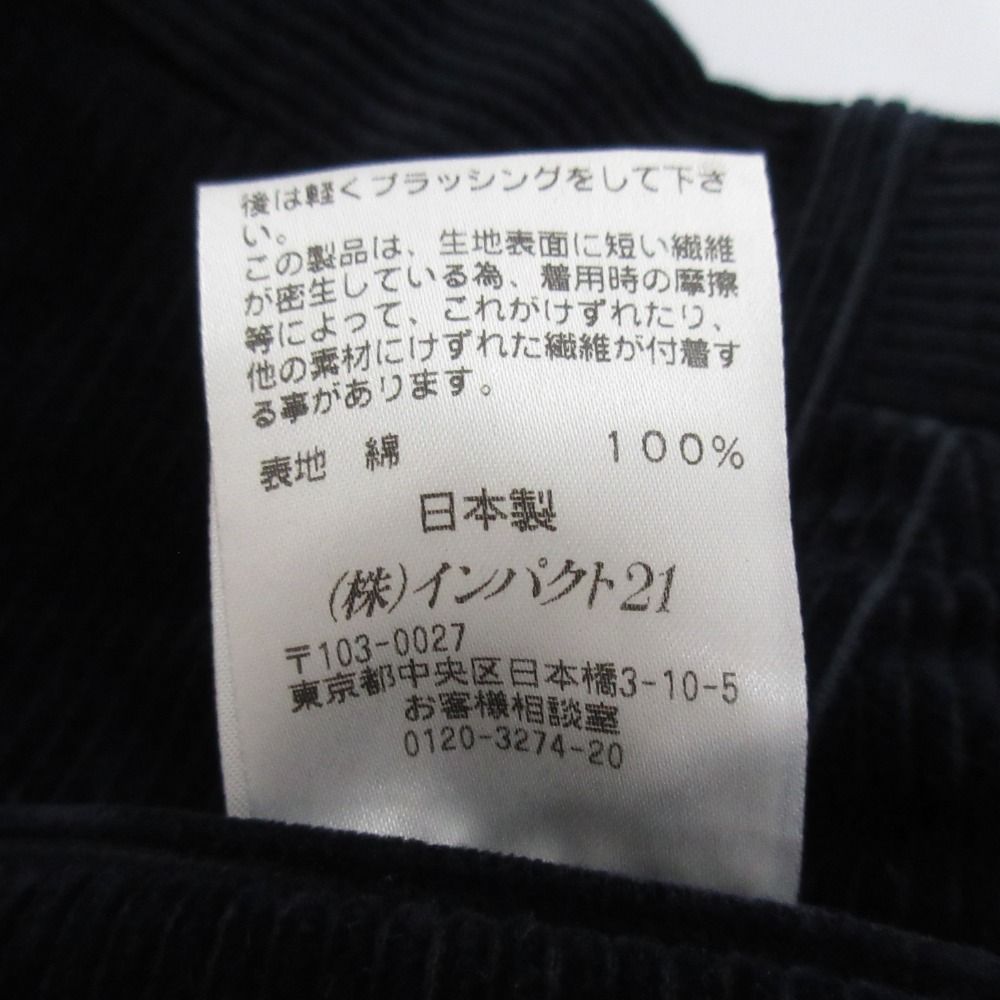 後は軽くブラッシングをして下さ
い。
この製品は、生地表面に短い繊維
が密生している為、着用時の摩擦
等によって、これがけずれたり、
他の素材にけずれた繊維が付着す
る事があります。
表地 綿 100%
日本製
(株)インパクト21
〒103-0027
東京都中央区日本橋3-10-5
お客様相談室
0120-3274-20